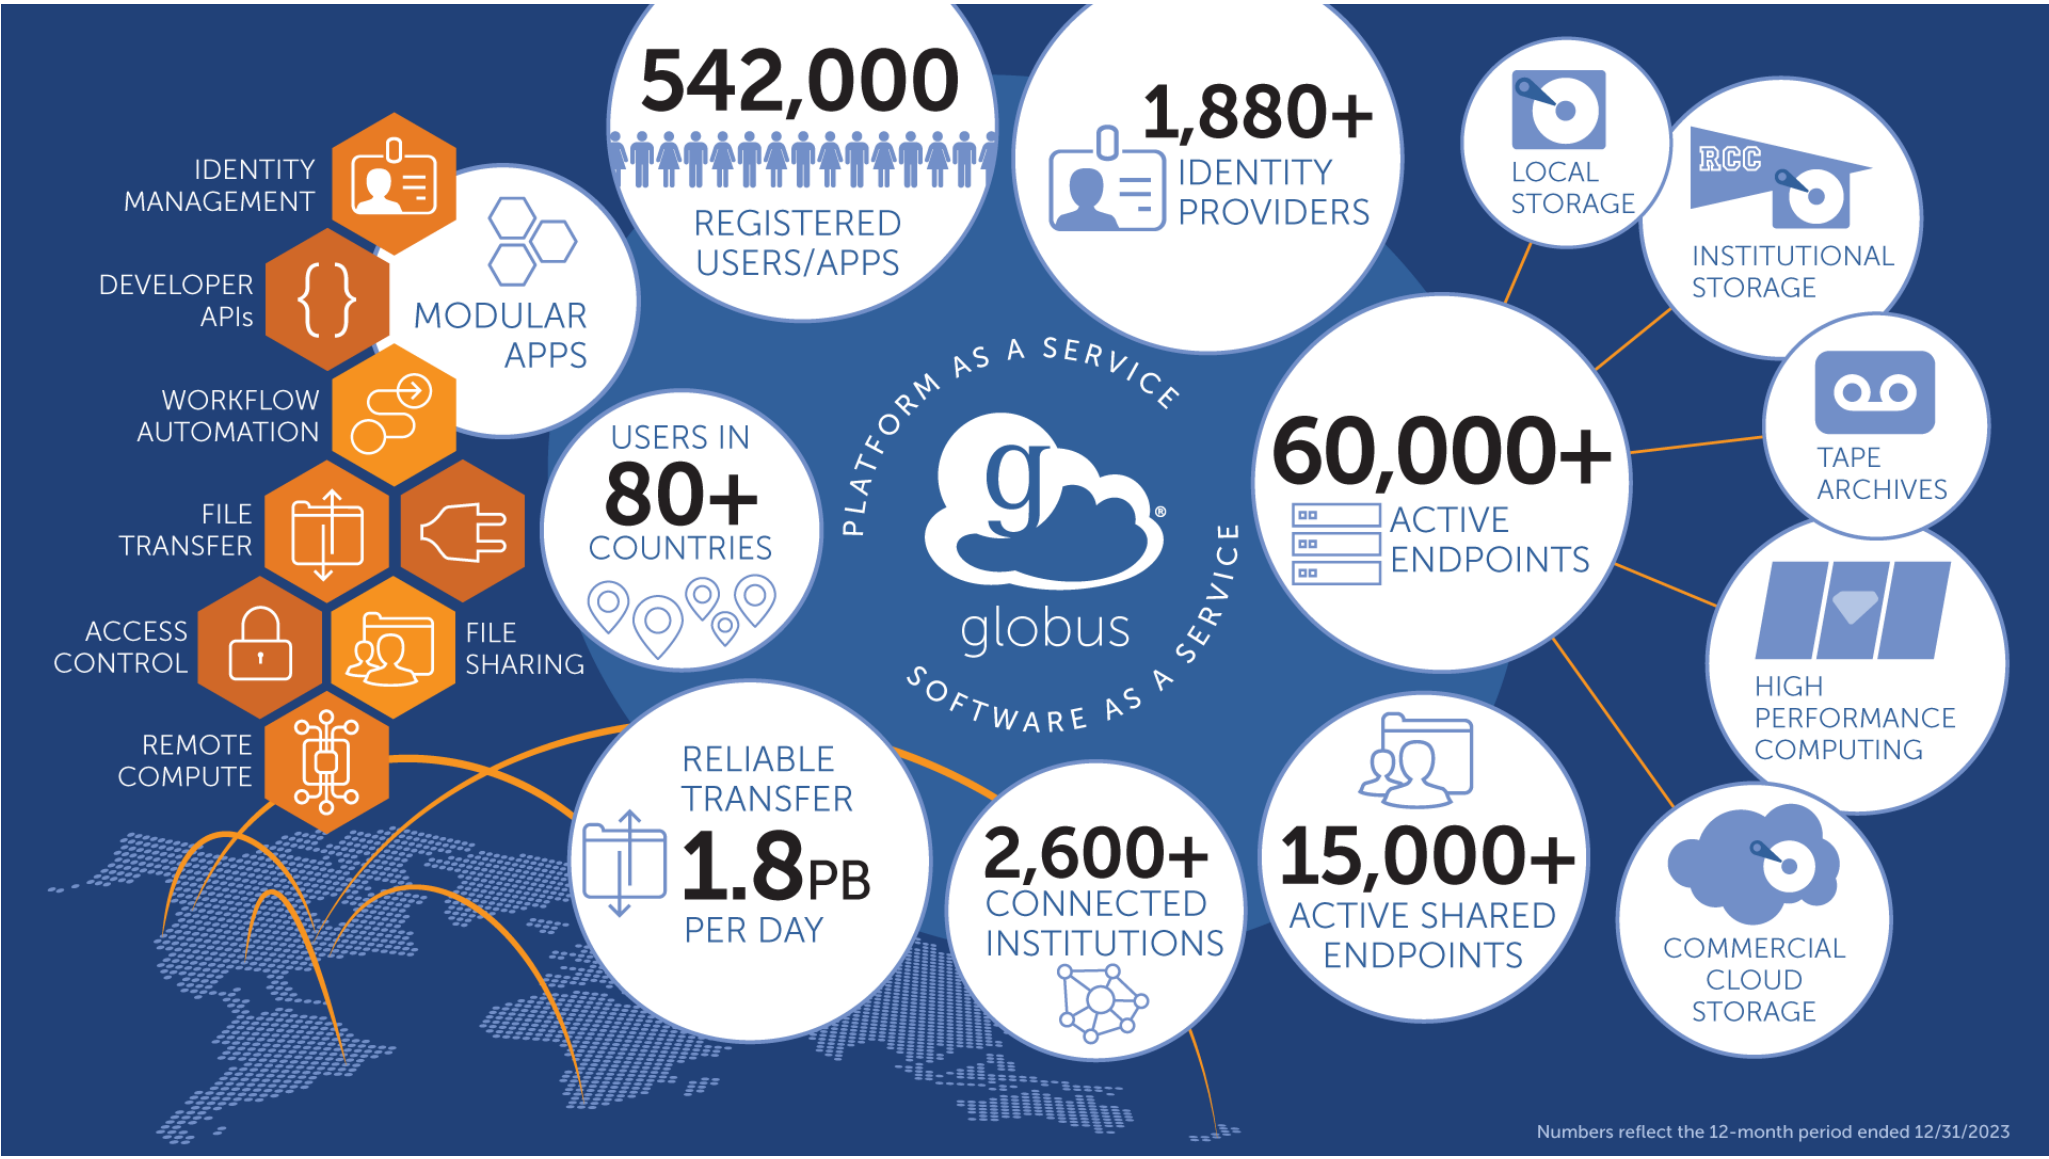 542,000
REGISTERED
USERS/APPS
1,880+
IDENTITY
PROVIDERS
LOCAL
STORAGE
RCC
INSTITUTIONAL
STORAGE
TAPE
ARCHIVES
HIGH
PERFORMANCE
COMPUTING
COMMERCIAL
CLOUD
STORAGE
IDENTITY
MANAGEMENT
DEVELOPER
APIs
WORKFLOW
AUTOMATION
FILE
TRANSFER
ACCESS
CONTROL
FILE
SHARING
REMOTE
COMPUTE
MODULAR
APPS
USERS IN
80+
COUNTRIES
PLATFORM AS A SERVICE
g
®
globus
SOFTWARE AS A SERVICE
60,000+
ACTIVE
ENDPOINTS
RELIABLE
TRANSFER
1.8PB
PER DAY
2,600+
CONNECTED
INSTITUTIONS
15,000+
ACTIVE SHARED
ENDPOINTS
Numbers reflect the 12-month period ended 12/31/2023